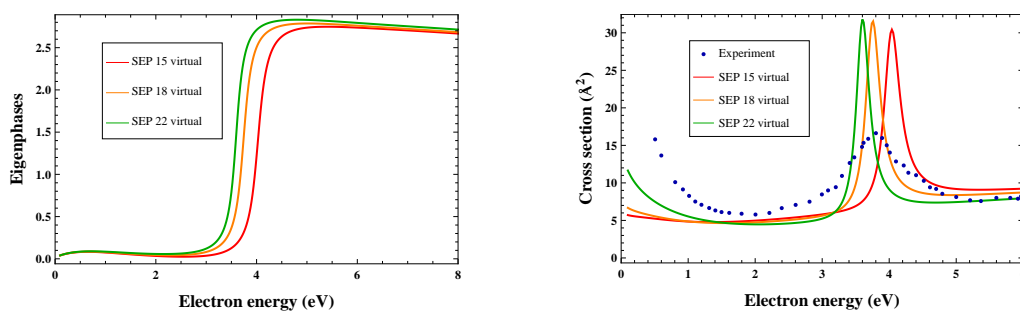 Eigenphases
2.5
2.0
1.5
1.0
0.5
0.0
SEP 15 virtual
SEP 18 virtual
SEP 22 virtual
0 2 4 6 8
Electron energy (eV)
Cross section (Å²)
30
25
20
15
10
5
0
Experiment
SEP 15 virtual
SEP 18 virtual
SEP 22 virtual
0 1 2 3 4 5
Electron energy (eV)